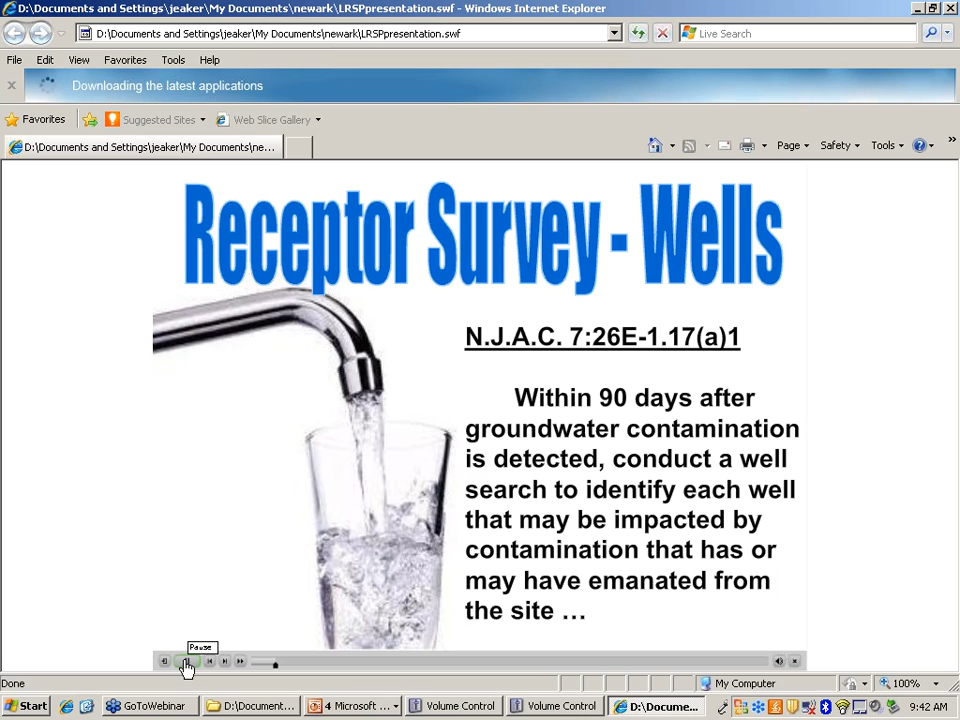 D:\Documents and Settings\jeaker\My Documents\newark\LRSPpresentation.swf - Windows Internet Explorer
D:\Documents and Settings\jeaker\My Documents\newark\LRSPpresentation.swf
Live Search
File Edit View Favorites Tools Help
Downloading the latest applications
Favorites Suggested Sites Web Slice Gallery
D:\Documents and Settings\jeaker\My Documents\ne...
Page Safety Tools
Receptor Survey - Wells
N.J.A.C. 7:26E-1.17(a)1
Within 90 days after
groundwater contamination
is detected, conduct a well
search to identify each well
that may be impacted by
contamination that has or
may have emanated from
the site ...
Pause
Done My Computer 100%
Start GoToWebinar D:\Document... 4 Microsoft ... Volume Control Volume Control D:\Docume... 9:42 AM